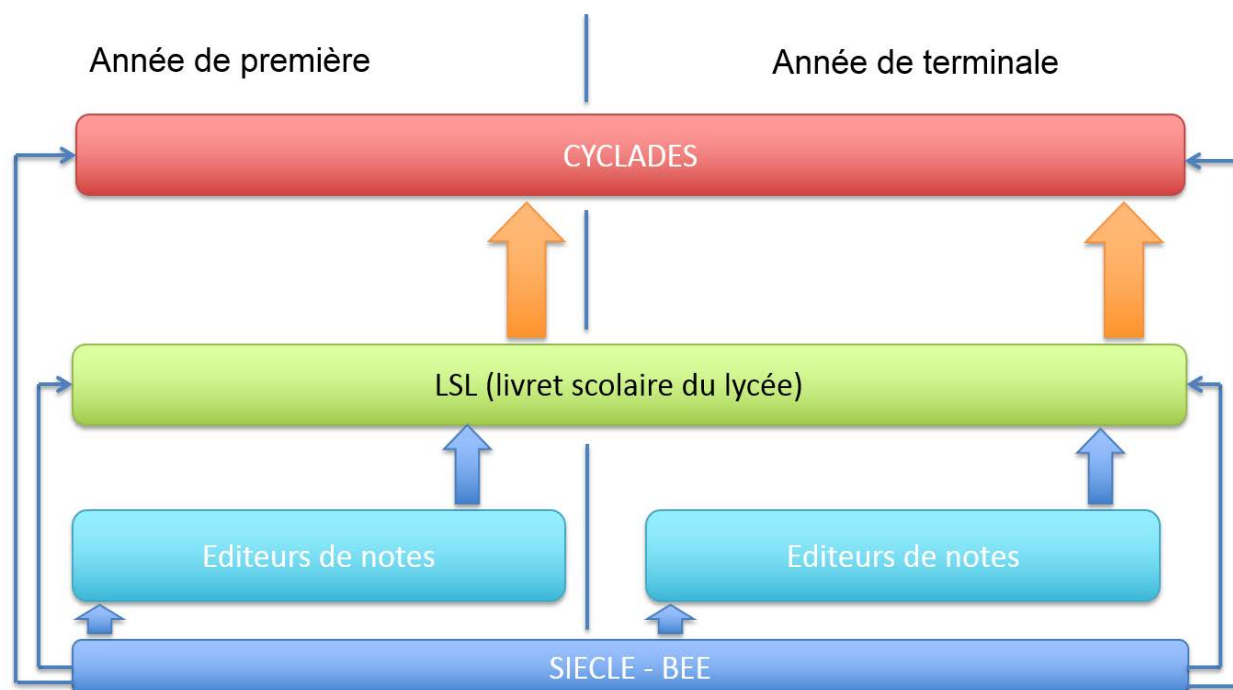 Année de première
Année de terminale
CYCLADES
LSL (livret scolaire du lycée)
Editeurs de notes
Editeurs de notes
SIECLE - BEE